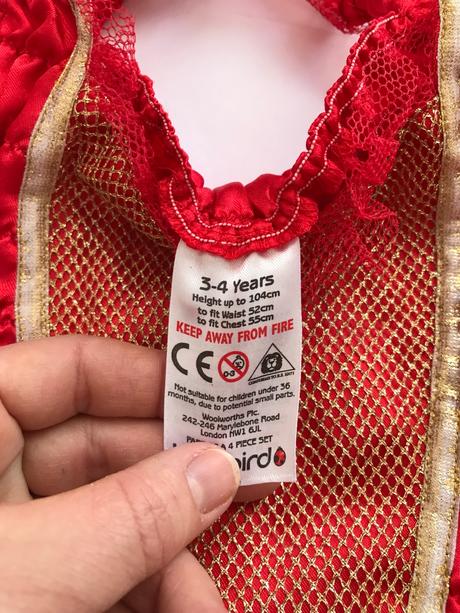 3-4 Years
Height up to 104cm
to fit Waist 52cm
to fit Chest 55cm
KEEP AWAY FROM FIRE
CE 0-3
Not suitable for children under 36
months, due to potential small parts.
Woolworths Plc.
242-246 Marylebone Road
London NW1 6JL
A 4 PIECE SET